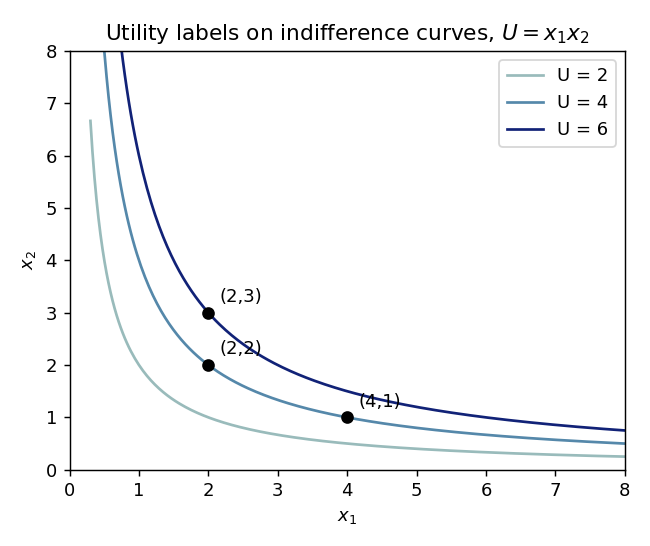 Utility labels on indifference curves, U = x₁x₂
8
7
6
5
4
3
2
1
0
x₂
U = 2
U = 4
U = 6
(2,3)
(2,2)
(4,1)
0 1 2 3 4 5 6 7 8
x₁